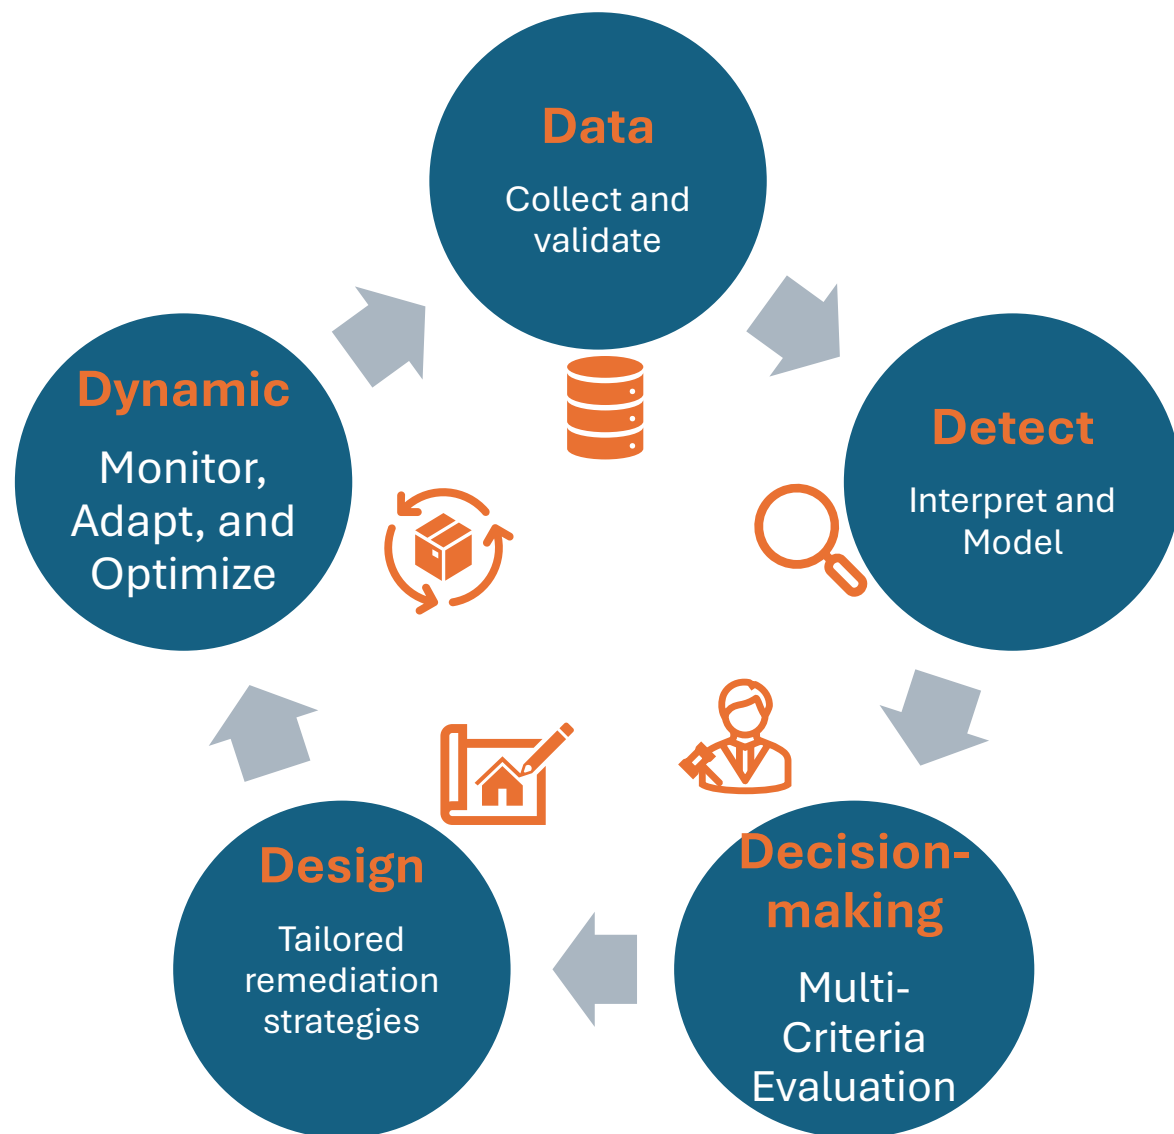 Data
Collect and
validate
Detect
Interpret and
Model
Decision-
making
Multi-
Criteria
Evaluation
Design
Tailored
remediation
strategies
Dynamic
Monitor,
Adapt, and
Optimize